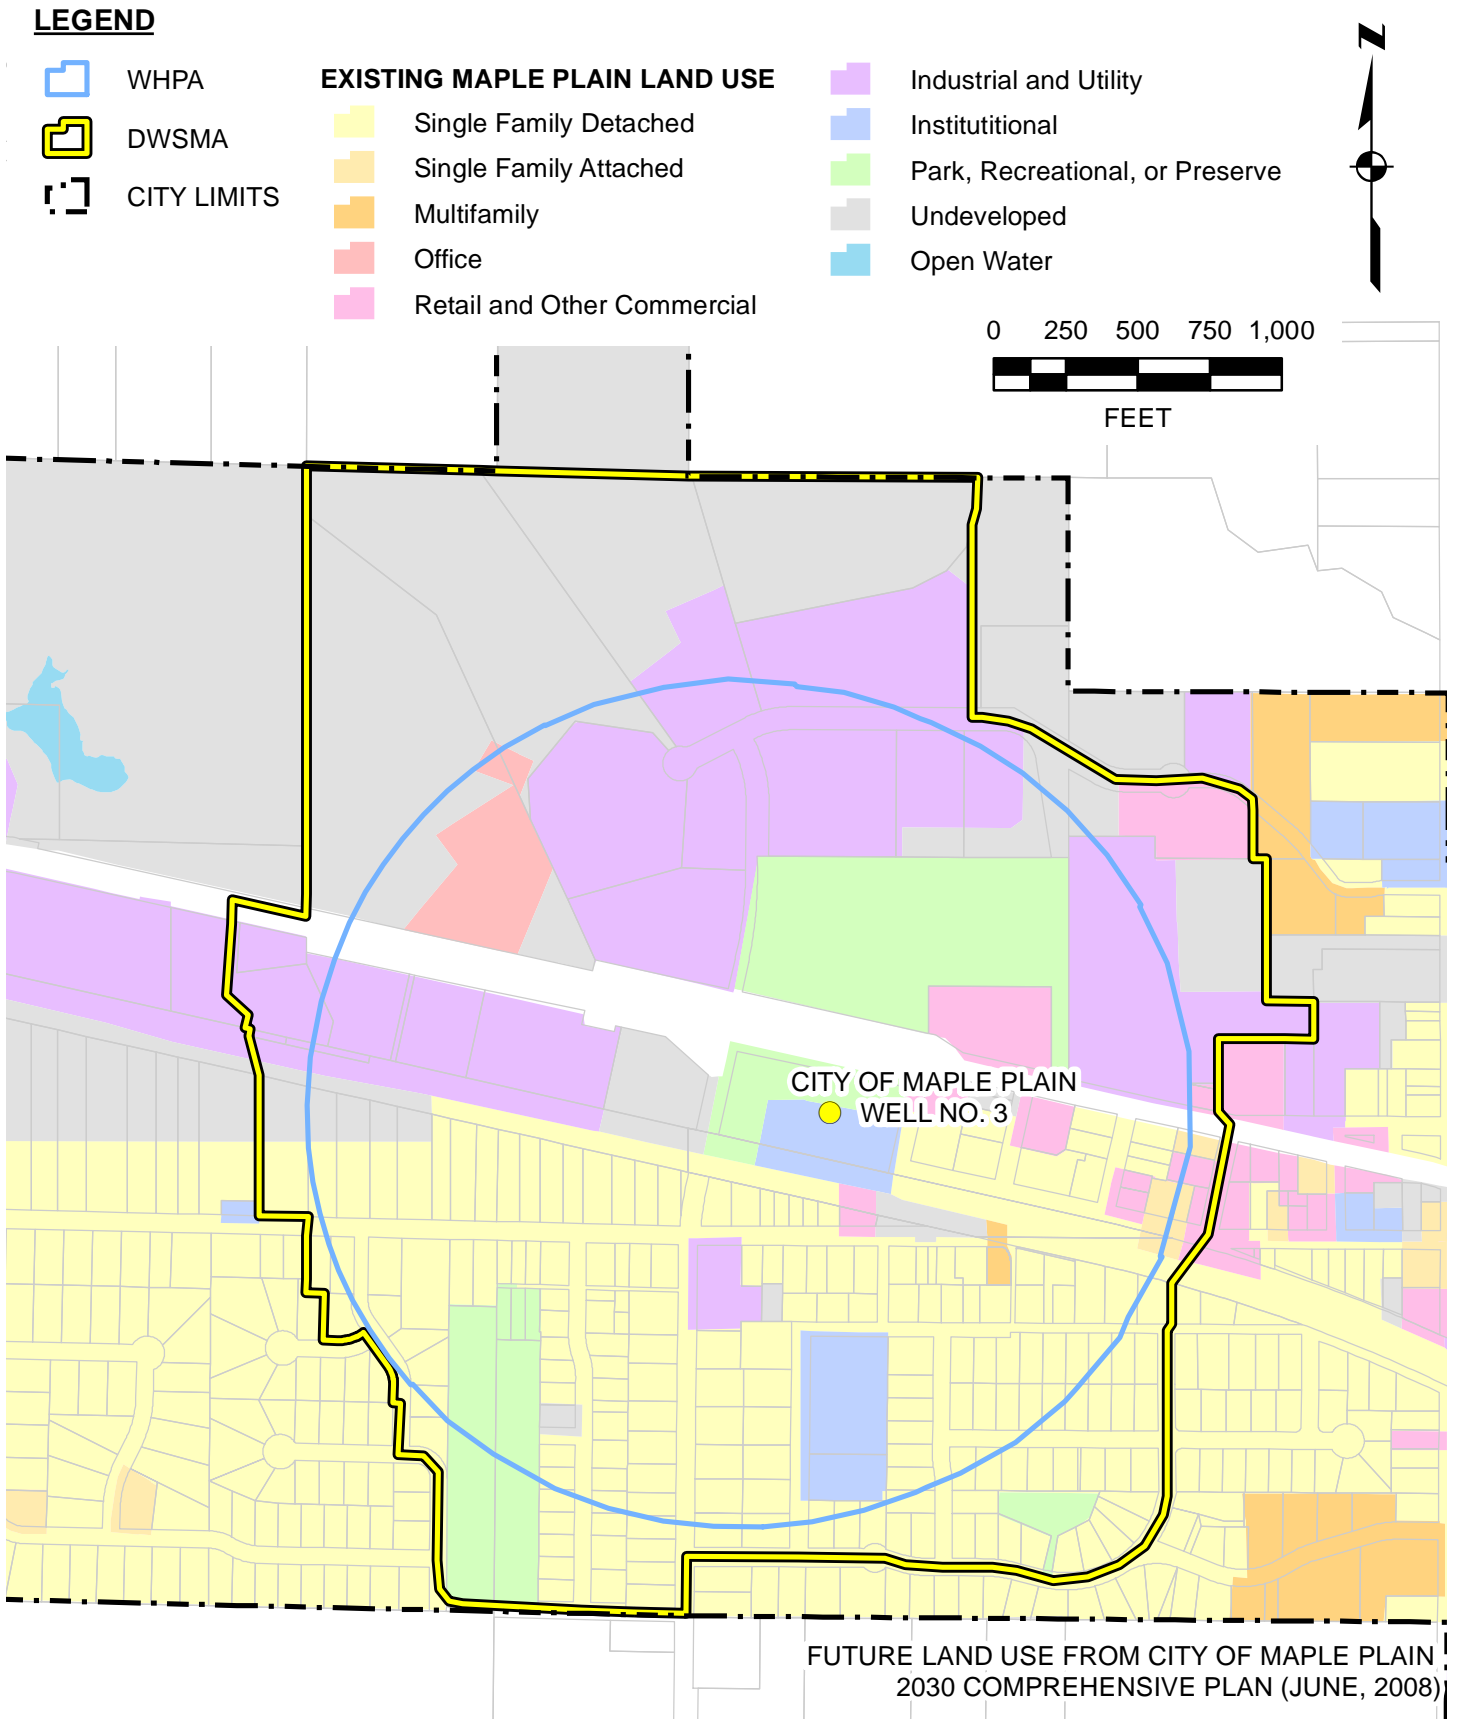 LEGEND
WHPA
DWSMA
CITY LIMITS
EXISTING MAPLE PLAIN LAND USE
Single Family Detached
Single Family Attached
Multifamily
Office
Retail and Other Commercial
Industrial and Utility
Institutitional
Park, Recreational, or Preserve
Undeveloped
Open Water
N
0 250 500 750 1,000
FEET
CITY OF MAPLE PLAIN
WELL NO. 3
FUTURE LAND USE FROM CITY OF MAPLE PLAIN
2030 COMPREHENSIVE PLAN (JUNE, 2008)